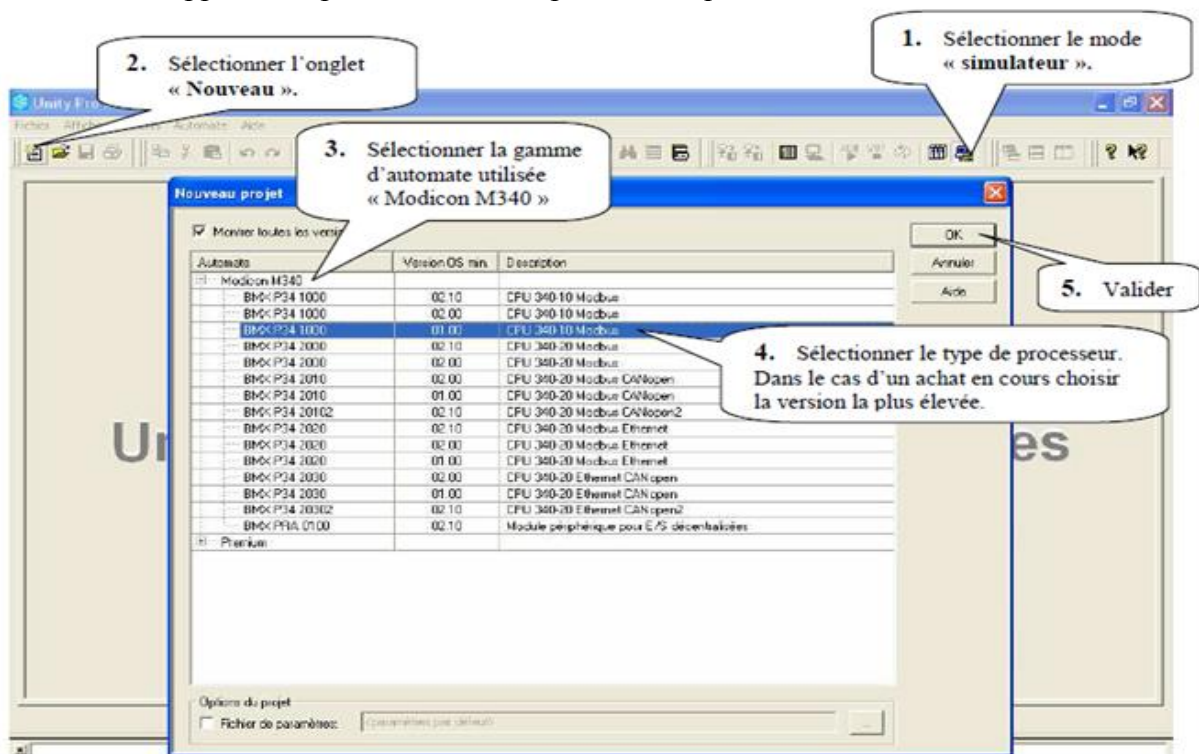 1. Sélectionner le mode
« simulateur ».
2. Sélectionner l'onglet
« Nouveau ».
Unity Pro
Automate Aide
3. Sélectionner la gamme
d'automate utilisée
« Modicon M340 »
Nouveau projet
Montrer toutes les
OK
Annuler
Aide
5. Valider
Automate Version OS min. Description
Modicon M340
BMX P34 1000 02.10 CPU 340-10 Modbus
BMX P34 1000 02.00 CPU 340-10 Modbus
BMX P34 1000 01.00 CPU 340-10 Modbus
BMX P34 2000 02.10 CPU 340-20 Modbus
BMX P34 2000 02.00 CPU 340-20 Modbus
BMX P34 2010 02.00 CPU 340-20 Modbus CANopen
BMX P34 2010 01.00 CPU 340-20 Modbus CANopen
BMX P34 20102 02.10 CPU 340-20 Modbus CANopen2
BMX P34 2020 02.10 CPU 340-20 Modbus Ethernet
BMX P34 2020 02.00 CPU 340-20 Modbus Ethernet
BMX P34 2020 01.00 CPU 340-20 Modbus Ethernet
BMX P34 2030 02.00 CPU 340-20 Ethernet CANopen
BMX P34 2030 01.00 CPU 340-20 Ethernet CANopen
BMX P34 20302 02.10 CPU 340-20 Ethernet CANopen2
BMX PRA 0100 02.10 Module périphérique pour E/S décentralisées
Premium
4. Sélectionner le type de processeur.
Dans le cas d'un achat en cours choisir
la version la plus élevée.
Un es
Options du projet
Fichier de paramètres: <paramètres par défaut> ...